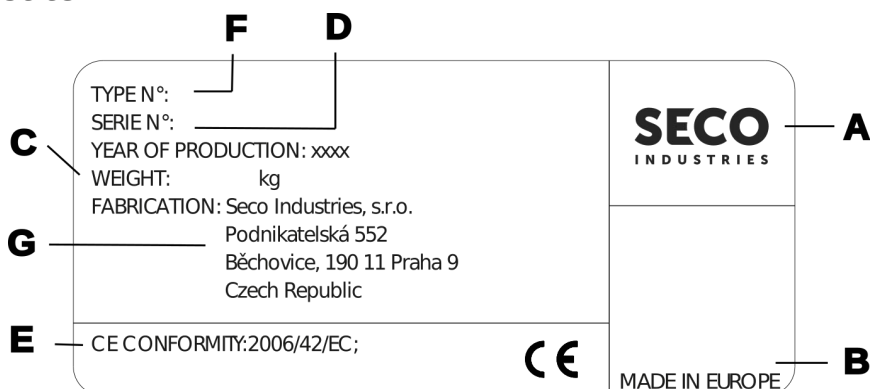 F D
TYPE N°:
SERIE N°:
YEAR OF PRODUCTION: xxxx
C
WEIGHT: kg
FABRICATION: Seco Industries, s.r.o.
Podnikatelská 552
G
Běchovice, 190 11 Praha 9
Czech Republic
E
CE CONFORMITY:2006/42/EC;
CE
SECO
INDUSTRIES
A
MADE IN EUROPE
B